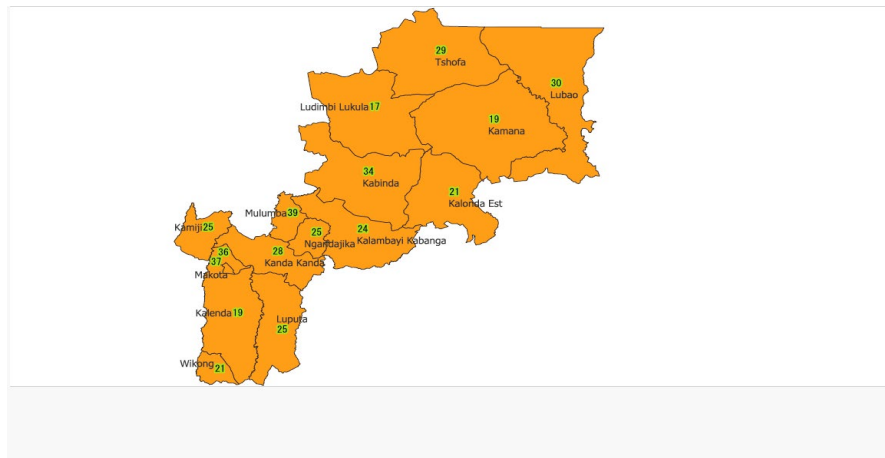 29
Tshofa
30
Lubao
Ludimbi Lukula 17
19
Kamana
34
Kabinda
21
Kalonda Est
Mulumba 39
Kamiji 25
25
Ngandajika
24
Kalambayi Kabanga
36
37
Makota
28
Kanda Kanda
Kalenda 19
Luputa
25
Wikong
21